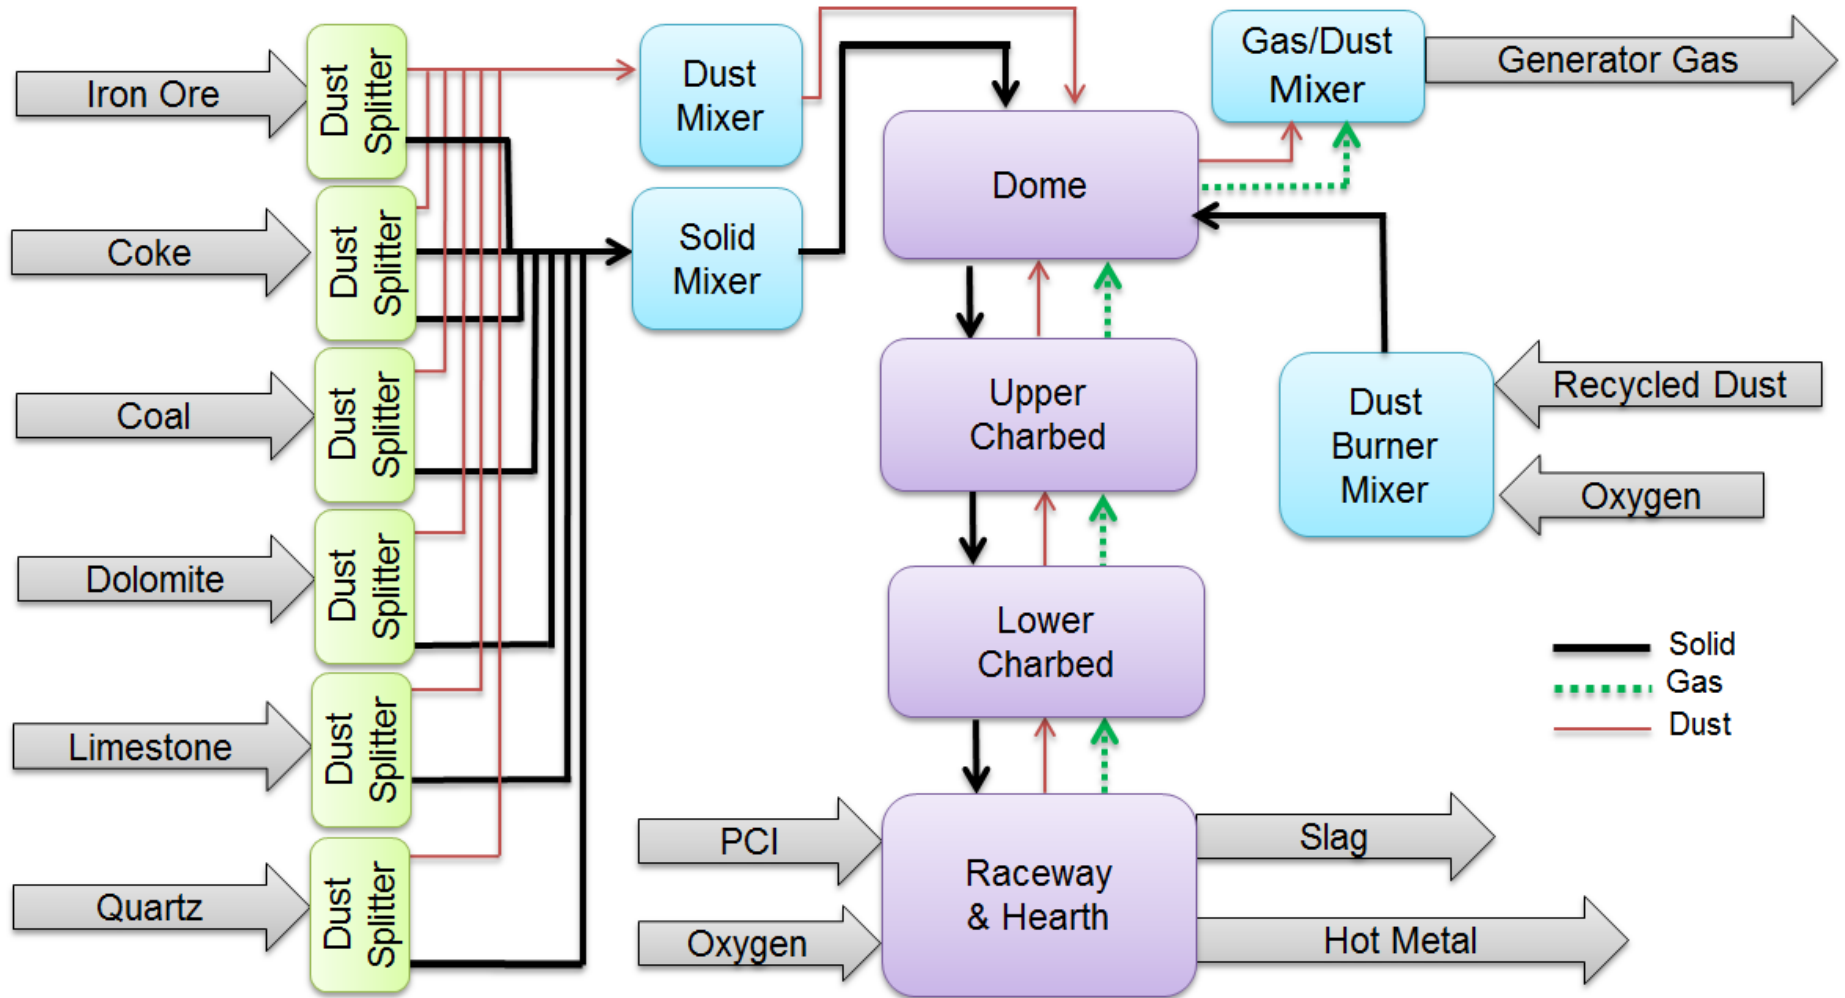 Iron Ore
Dust
Splitter
Coke
Dust
Splitter
Coal
Dust
Splitter
Dolomite
Dust
Splitter
Limestone
Dust
Splitter
Quartz
Dust
Splitter
Dust
Mixer
Solid
Mixer
Gas/Dust
Mixer
Generator Gas
Dome
Upper
Charbed
Lower
Charbed
Dust
Burner
Mixer
Recycled Dust
Oxygen
PCI
Oxygen
Raceway
& Hearth
Slag
Hot Metal
Solid
Gas
Dust